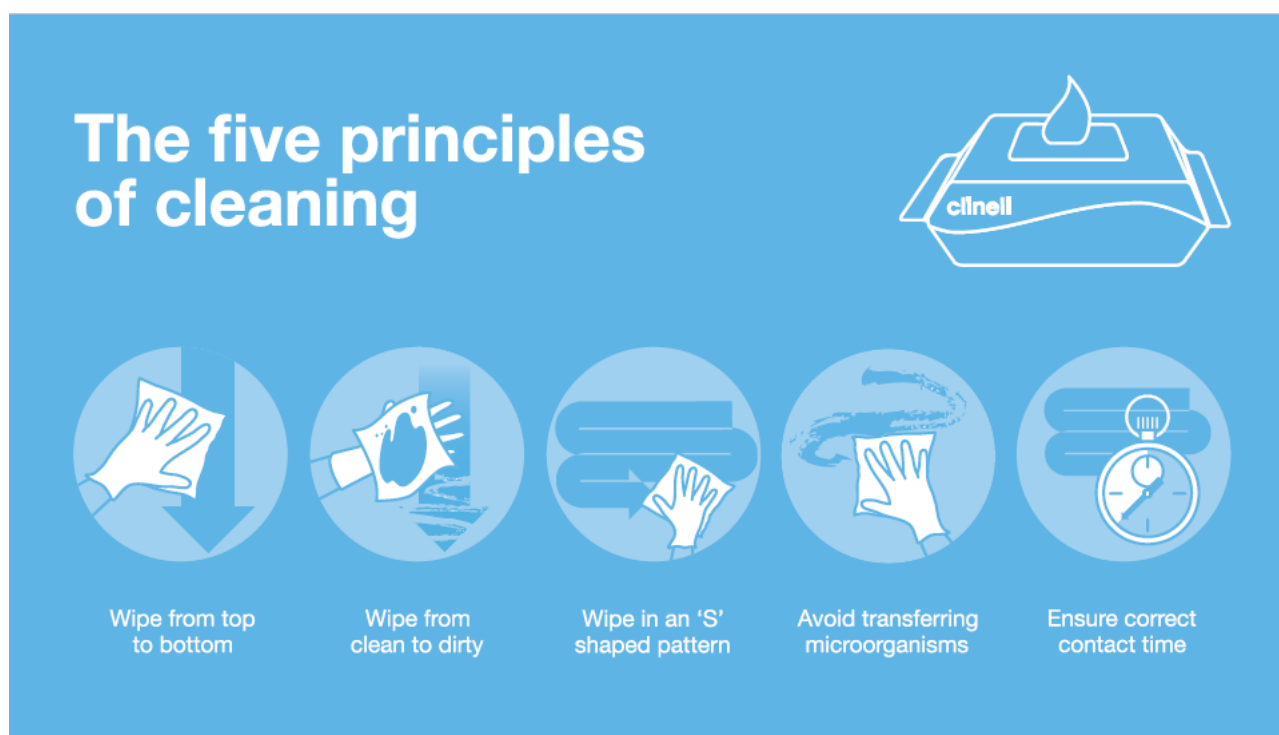 The five principles
of cleaning
clinell
Wipe from top
to bottom
Wipe from
clean to dirty
Wipe in an ‘S’
shaped pattern
Avoid transferring
microorganisms
Ensure correct
contact time